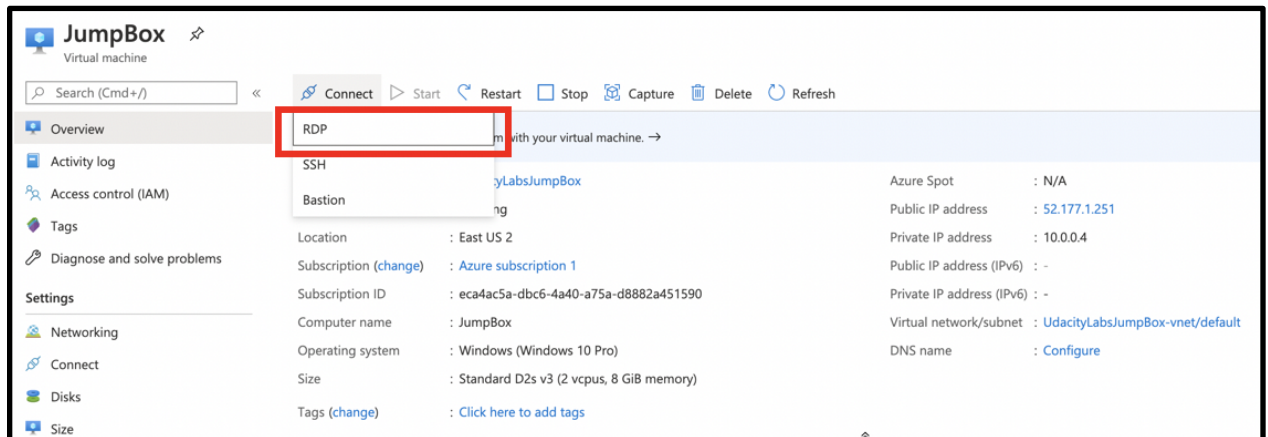 JumpBox
Virtual machine
Search (Cmd+/)
«
Connect Start Restart Stop Capture Delete Refresh
RDP
SSH
Bastion
with your virtual machine. →
Overview
Activity log
Access control (IAM)
Tags
Diagnose and solve problems
Settings
Networking
Connect
Disks
Size
yLabsJumpBox
ng
Location : East US 2
Subscription (change) : Azure subscription 1
Subscription ID : eca4ac5a-dbc6-4a40-a75a-d8882a451590
Computer name : JumpBox
Operating system : Windows (Windows 10 Pro)
Size : Standard D2s v3 (2 vcpus, 8 GiB memory)
Tags (change) : Click here to add tags
Azure Spot : N/A
Public IP address : 52.177.1.251
Private IP address : 10.0.0.4
Public IP address (IPv6) : -
Private IP address (IPv6) : -
Virtual network/subnet : UdacityLabsJumpBox-vnet/default
DNS name : Configure